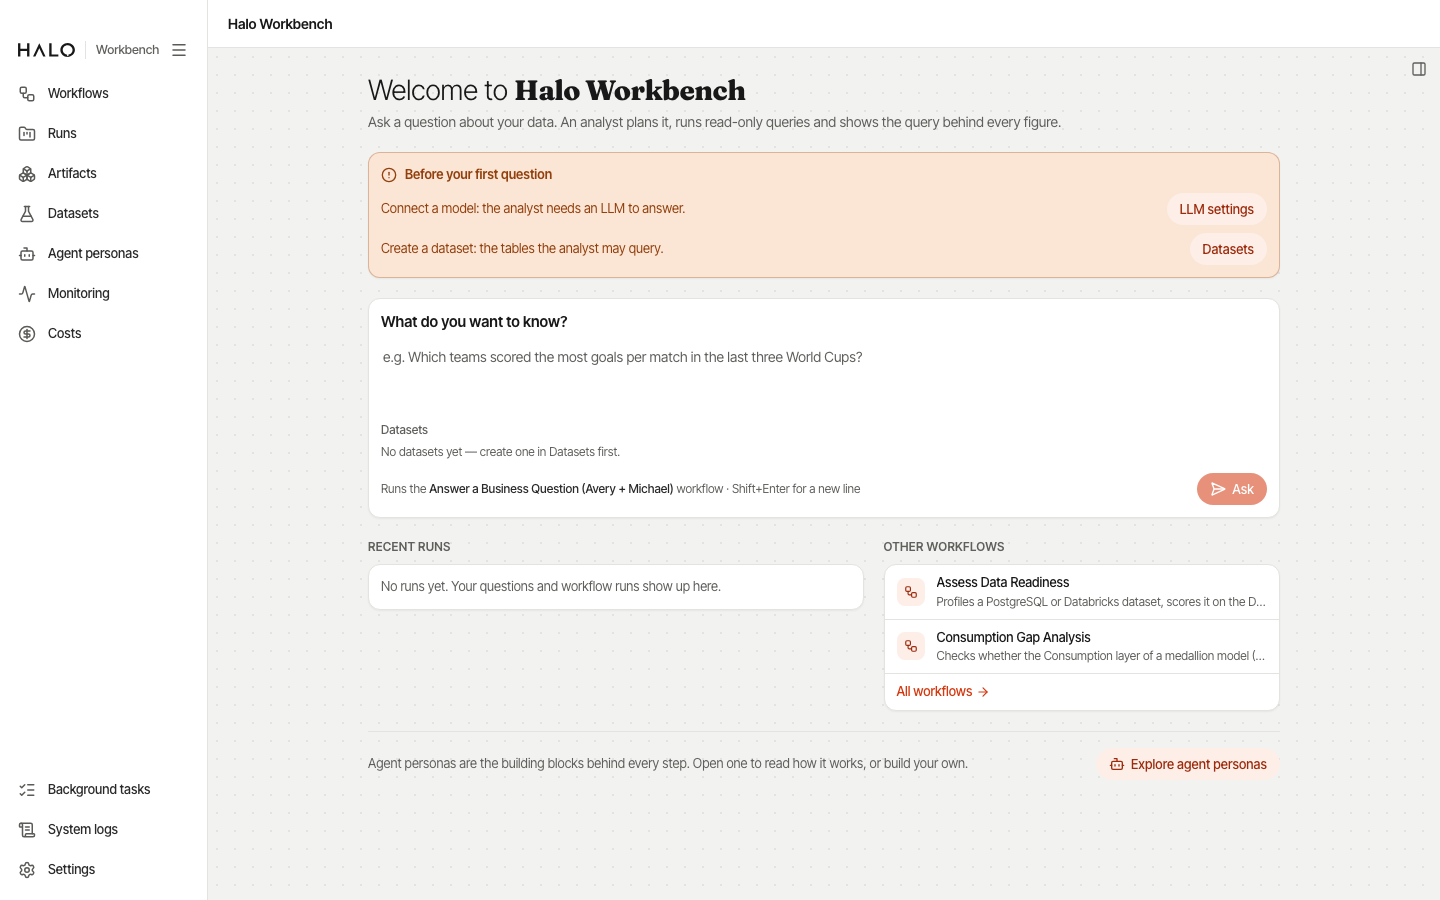 HALO Workbench
Workflows
Runs
Artifacts
Datasets
Agent personas
Monitoring
Costs
Background tasks
System logs
Settings
Halo Workbench
Welcome to Halo Workbench
Ask a question about your data. An analyst plans it, runs read-only queries and shows the query behind every figure.
Before your first question
Connect a model: the analyst needs an LLM to answer.
LLM settings
Create a dataset: the tables the analyst may query.
Datasets
What do you want to know?
e.g. Which teams scored the most goals per match in the last three World Cups?
Datasets
No datasets yet — create one in Datasets first.
Runs the Answer a Business Question (Avery + Michael) workflow · Shift+Enter for a new line
Ask
RECENT RUNS
No runs yet. Your questions and workflow runs show up here.
OTHER WORKFLOWS
Assess Data Readiness
Profiles a PostgreSQL or Databricks dataset, scores it on the D...
Consumption Gap Analysis
Checks whether the Consumption layer of a medallion model (...
All workflows
Agent personas are the building blocks behind every step. Open one to read how it works, or build your own.
Explore agent personas